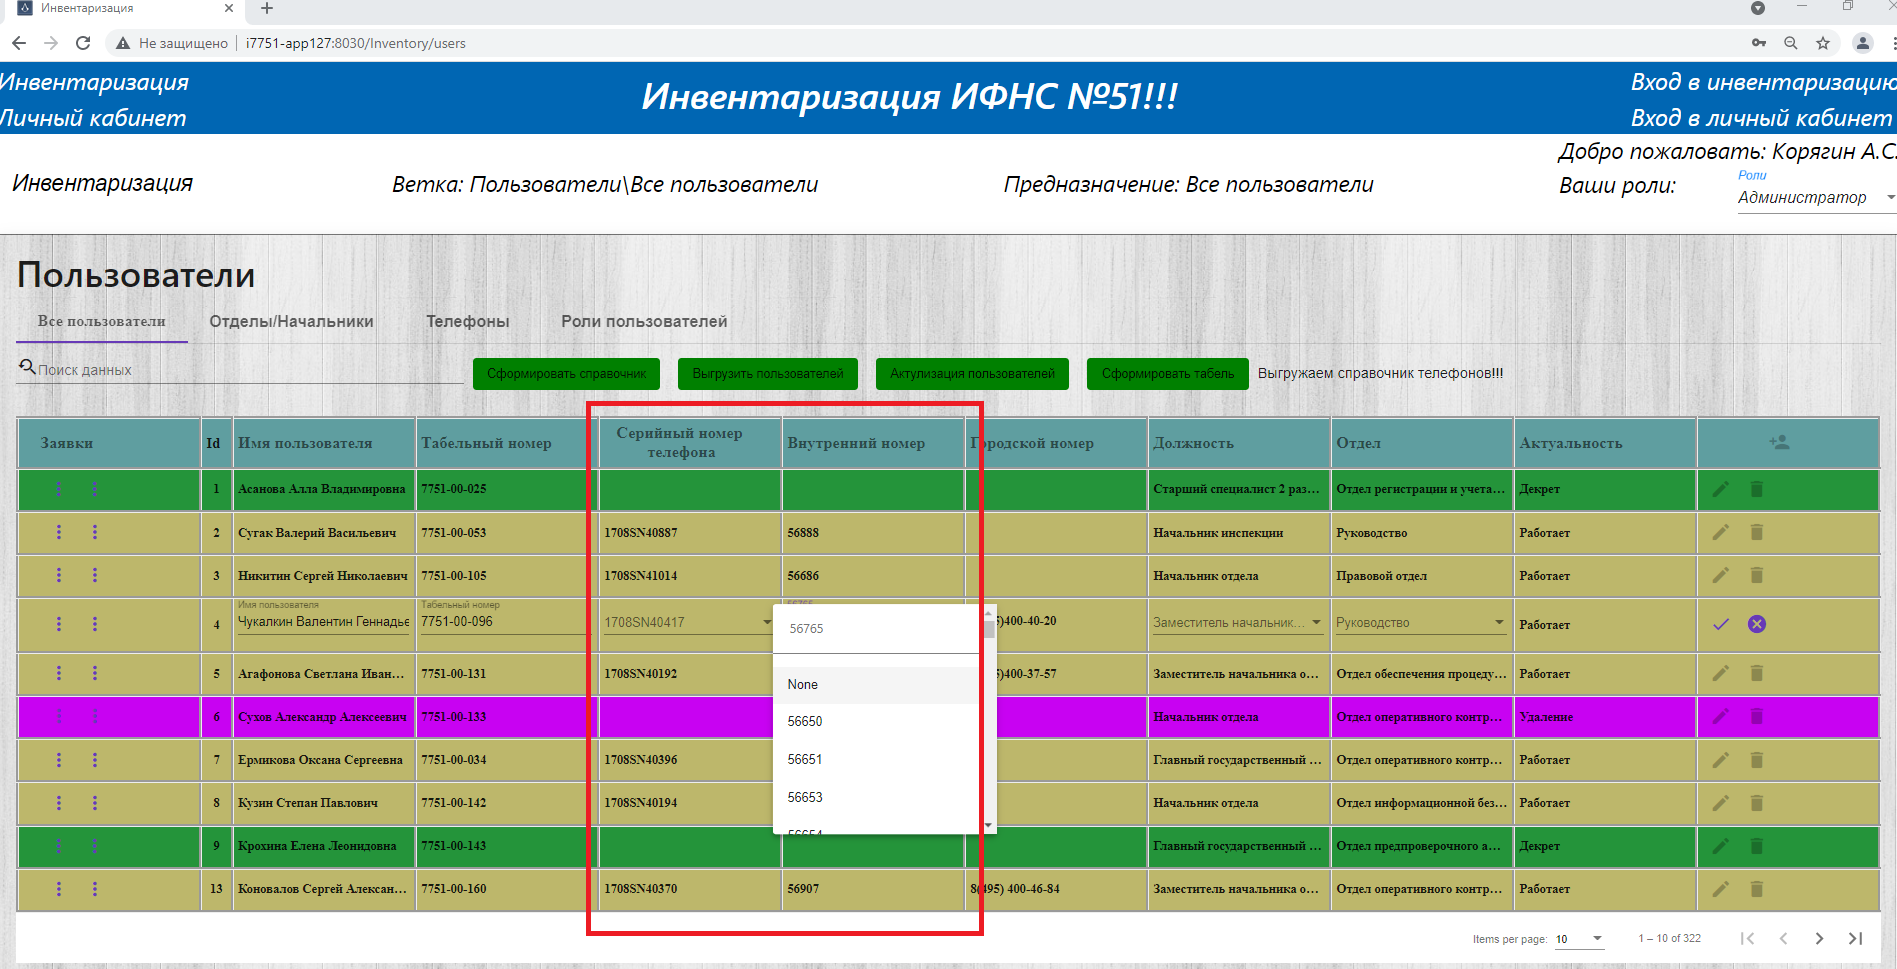 Инвентаризация
Не защищено
i7751-app127:8030/Inventory/users
Инвентаризация
Личный кабинет
Инвентаризация ИФНС №51!!!
Вход в инвентаризацию
Вход в личный кабинет
Добро пожаловать: Корягин А.С.
Инвентаризация
Ветка: Пользователи\Все пользователи
Предназначение: Все пользователи
Ваши роли:
Роли
Администратор
Пользователи
Все пользователи Отделы/Начальники Телефоны Роли пользователей
Поиск данных
Сформировать справочник Выгрузить пользователей Актулизация пользователей Сформировать табель Выгружаем справочник телефонов!!!
Заявки Id Имя пользователя Табельный номер Серийный номер телефона Внутренний номер Городской номер Должность Отдел Актуальность
1 Асанова Алла Владимировна 7751-00-025 Старший специалист 2 раз... Отдел регистрации и учета... Декрет
2 Сугак Валерий Васильевич 7751-00-053 1708SN40887 56888 Начальник инспекции Руководство Работает
3 Никитин Сергей Николаевич 7751-00-105 1708SN41014 56686 Начальник отдела Правовой отдел Работает
Имя пользователя Табельный номер
4 Чукалкин Валентин Геннадье 7751-00-096 1708SN40417 56765 5)400-40-20 Заместитель начальник... Руководство Работает
5 Агафонова Светлана Иван... 7751-00-131 1708SN40192 5)400-37-57 Заместитель начальника о... Отдел обеспечения процеду... Работает
None
56650
56651
56653
56654
6 Сухов Александр Алексеевич 7751-00-133 Начальник отдела Отдел оперативного контр... Удаление
7 Ермикова Оксана Сергеевна 7751-00-034 1708SN40396 Главный государственный ... Отдел оперативного контр... Работает
8 Кузин Степан Павлович 7751-00-142 1708SN40194 Начальник отдела Отдел информационной без... Работает
9 Крохина Елена Леонидовна 7751-00-143 Главный государственный ... Отдел предпроверочного а... Декрет
13 Коновалов Сергей Алексан... 7751-00-160 1708SN40370 56907 8(495) 400-46-84 Заместитель начальника о... Отдел оперативного контр... Работает
Items per page: 10 1 – 10 of 322